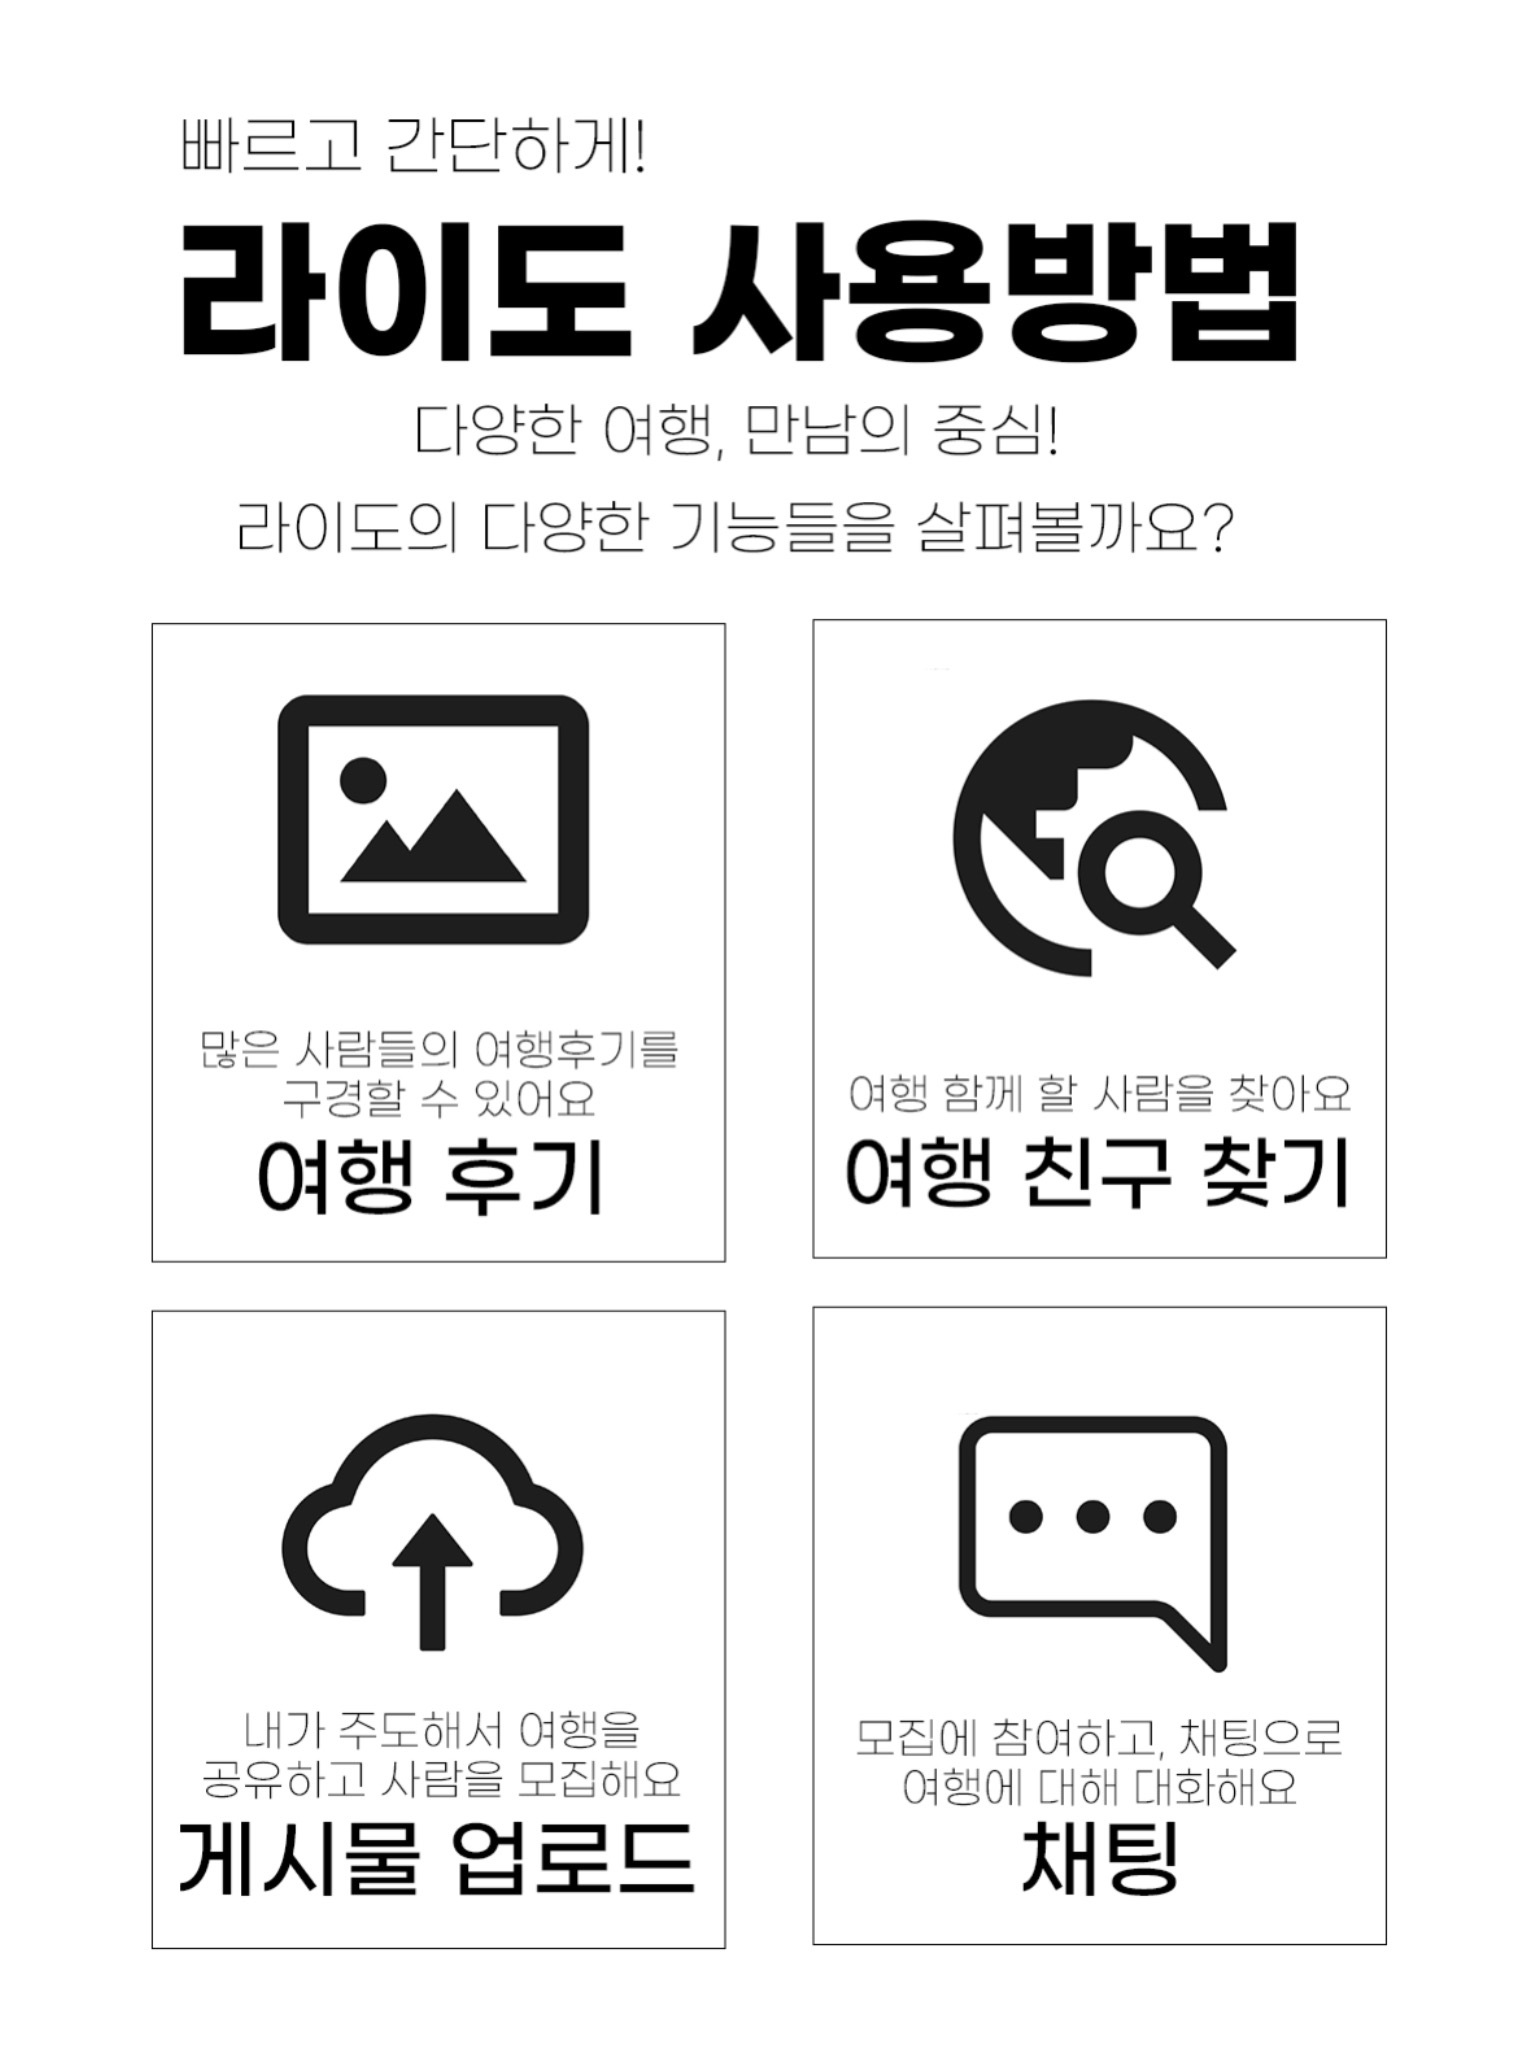 빠르고 간단하게!
라이도 사용방법
다양한 여행, 만남의 중심!
라이도의 다양한 기능들을 살펴볼까요?
많은 사람들의 여행후기를
구경할 수 있어요
여행 후기
여행 함께 할 사람을 찾아요
여행 친구 찾기
내가 주도해서 여행을
공유하고 사람을 모집해요
게시물 업로드
모집에 참여하고, 채팅으로
여행에 대해 대화해요
채팅